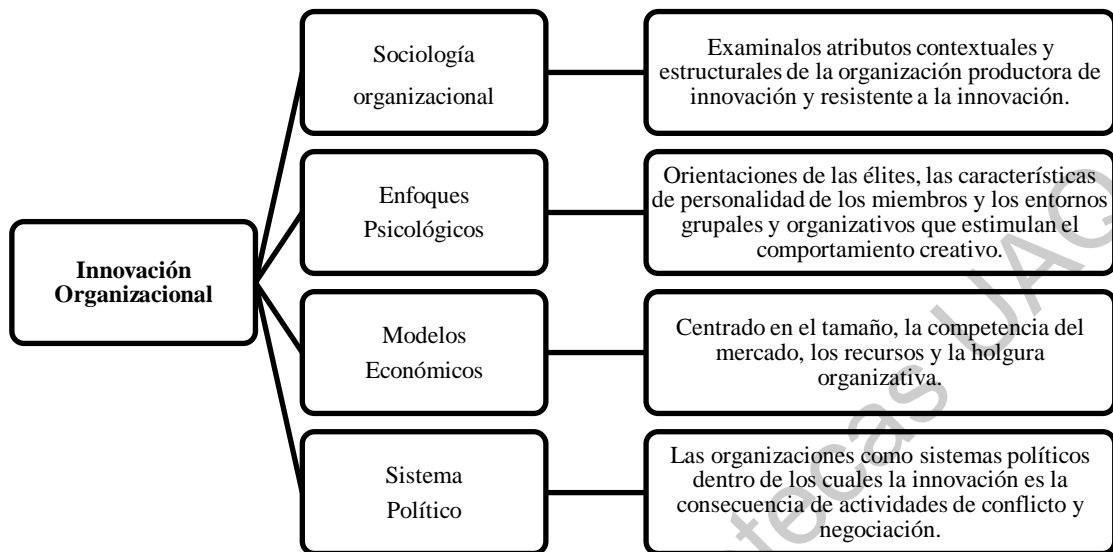 Innovación
Organizacional
Sociología
organizacional
Examinalos atributos contextuales y
estructurales de la organización productora de
innovación y resistente a la innovación.
Enfoques
Psicológicos
Orientaciones de las élites, las características
de personalidad de los miembros y los entornos
grupales y organizativos que estimulan el
comportamiento creativo.
Modelos
Económicos
Centrado en el tamaño, la competencia del
mercado, los recursos y la holgura
organizativa.
Sistema
Político
Las organizaciones como sistemas políticos
dentro de los cuales la innovación es la
consecuencia de actividades de conflicto y
negociación.
tecas UAQ